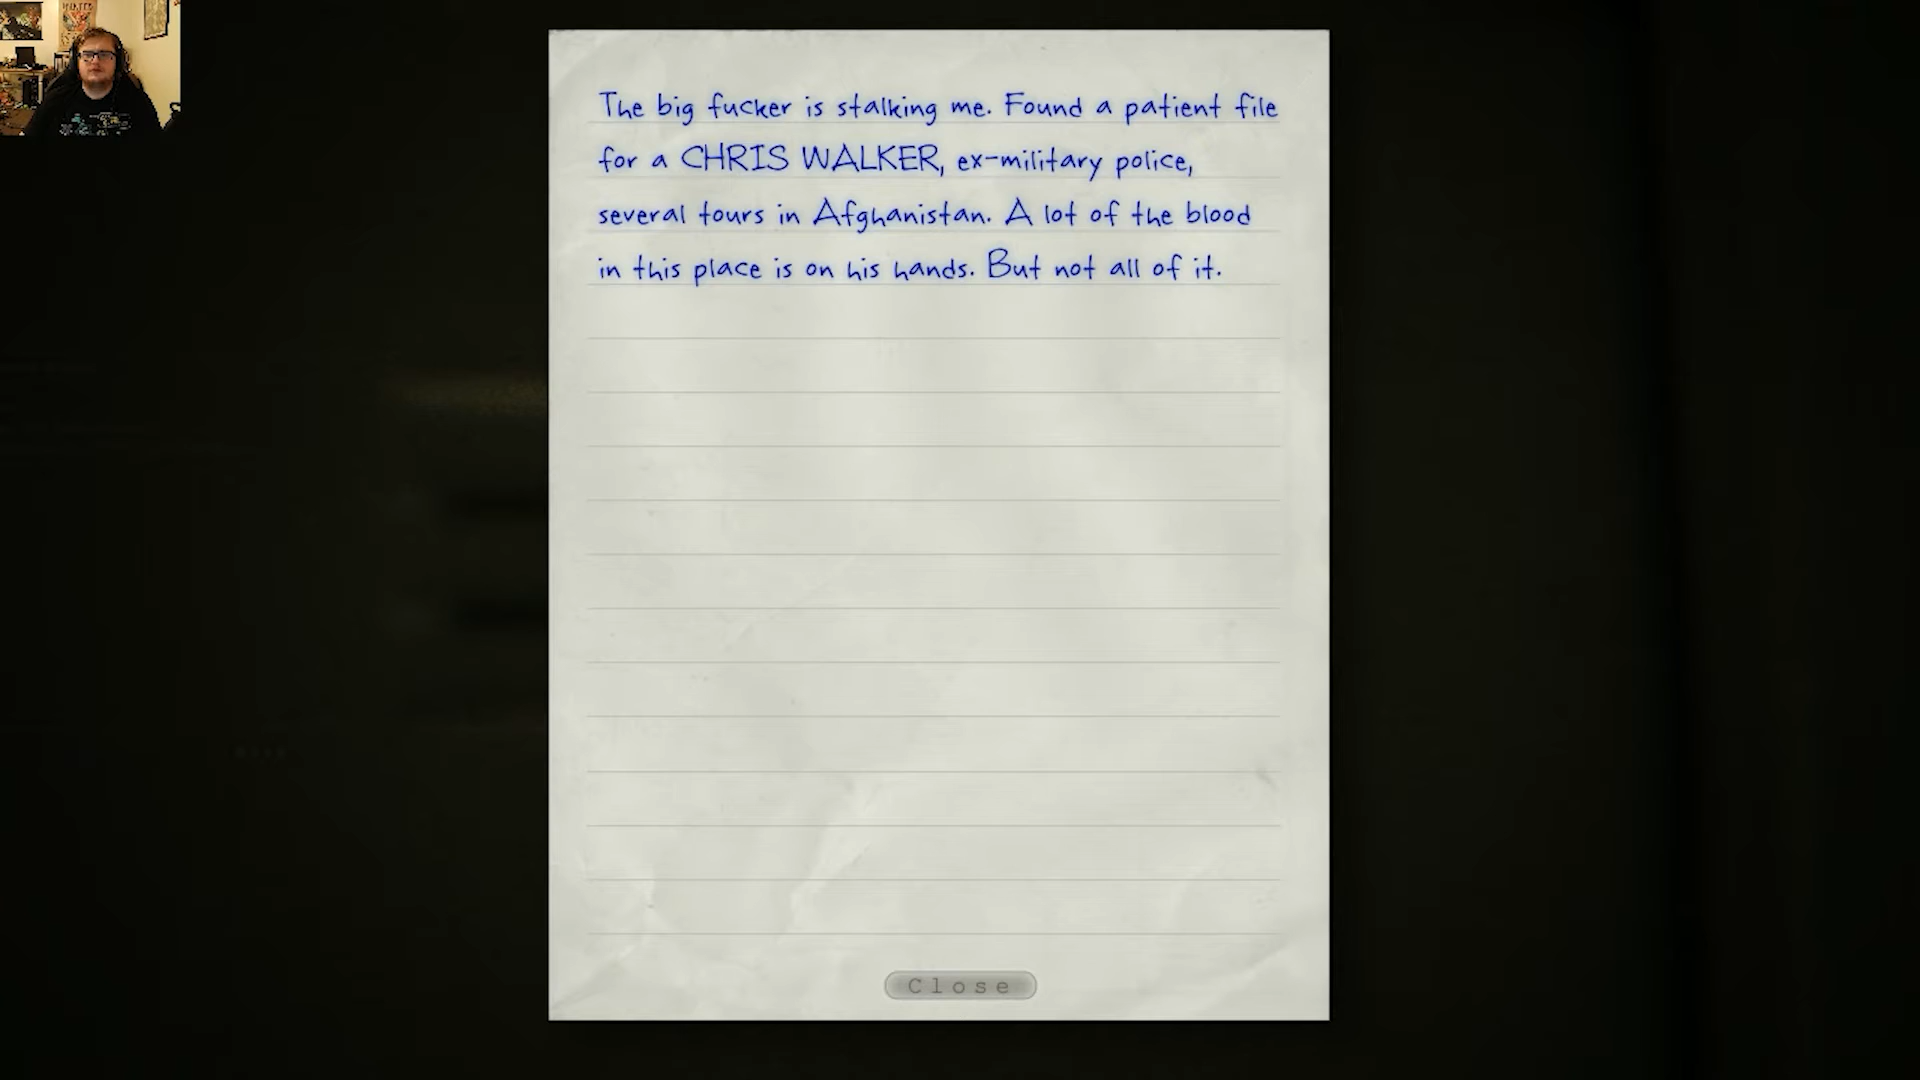 The big fucker is stalking me. Found a patient file
for a CHRIS WALKER, ex-military police,
several tours in Afghanistan. A lot of the blood
in this place is on his hands. But not all of it.
Close